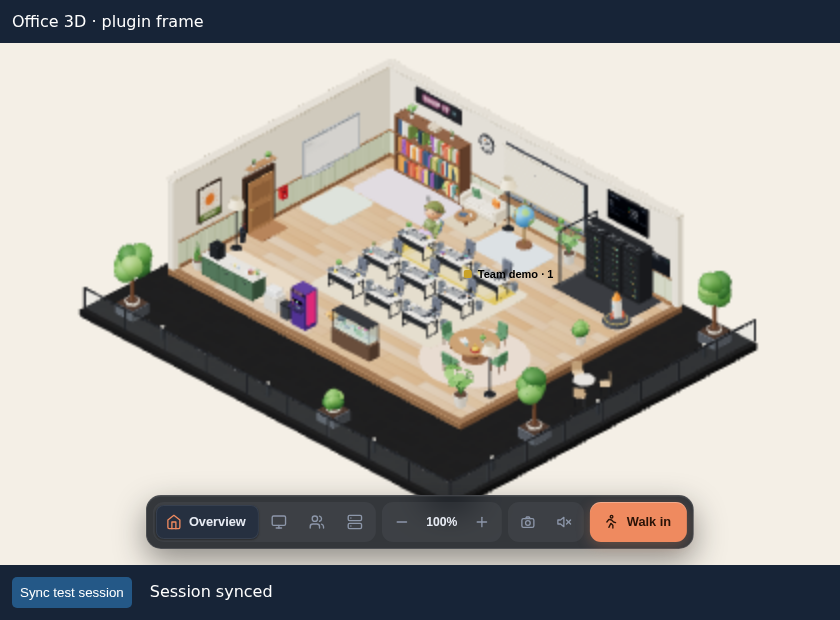 Office 3D · plugin frame
Team demo · 1
Overview
100%
Walk in
Sync test session
Session synced